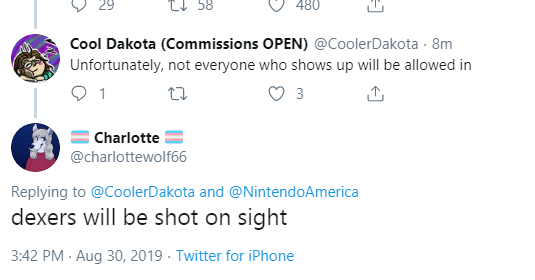 29 58 480
Cool Dakota (Commissions OPEN) @CoolerDakota · 8m
Unfortunately, not everyone who shows up will be allowed in
1 3
Charlotte
@charlottewolf66
Replying to @CoolerDakota and @NintendoAmerica
dexers will be shot on sight
3:42 PM · Aug 30, 2019 · Twitter for iPhone